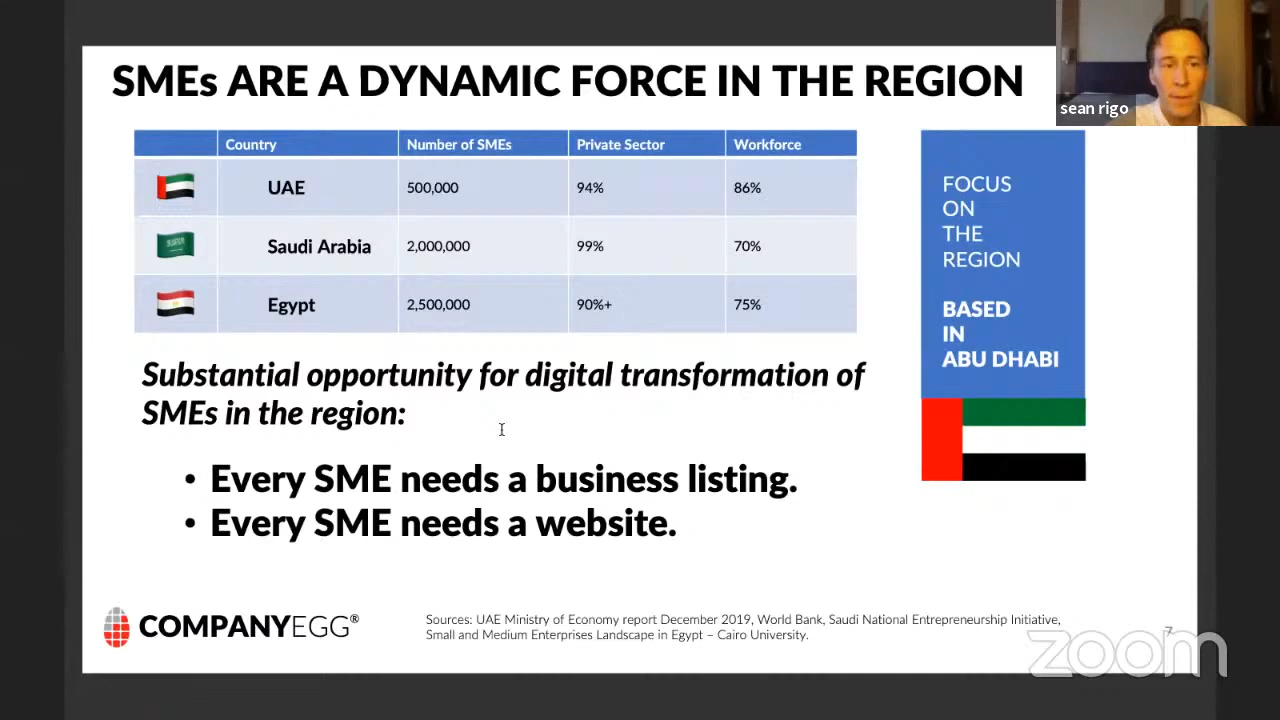 SMEs ARE A DYNAMIC FORCE IN THE REGION
sean rigo
Country Number of SMEs Private Sector Workforce
UAE 500,000 94% 86%
Saudi Arabia 2,000,000 99% 70%
Egypt 2,500,000 90%+ 75%
FOCUS
ON
THE
REGION
BASED
IN
ABU DHABI
Substantial opportunity for digital transformation of
SMEs in the region:
• Every SME needs a business listing.
• Every SME needs a website.
COMPANYEGG®
Sources: UAE Ministry of Economy report December 2019, World Bank, Saudi National Entrepreneurship Initiative,
Small and Medium Enterprises Landscape in Egypt – Cairo University.
7
zoom